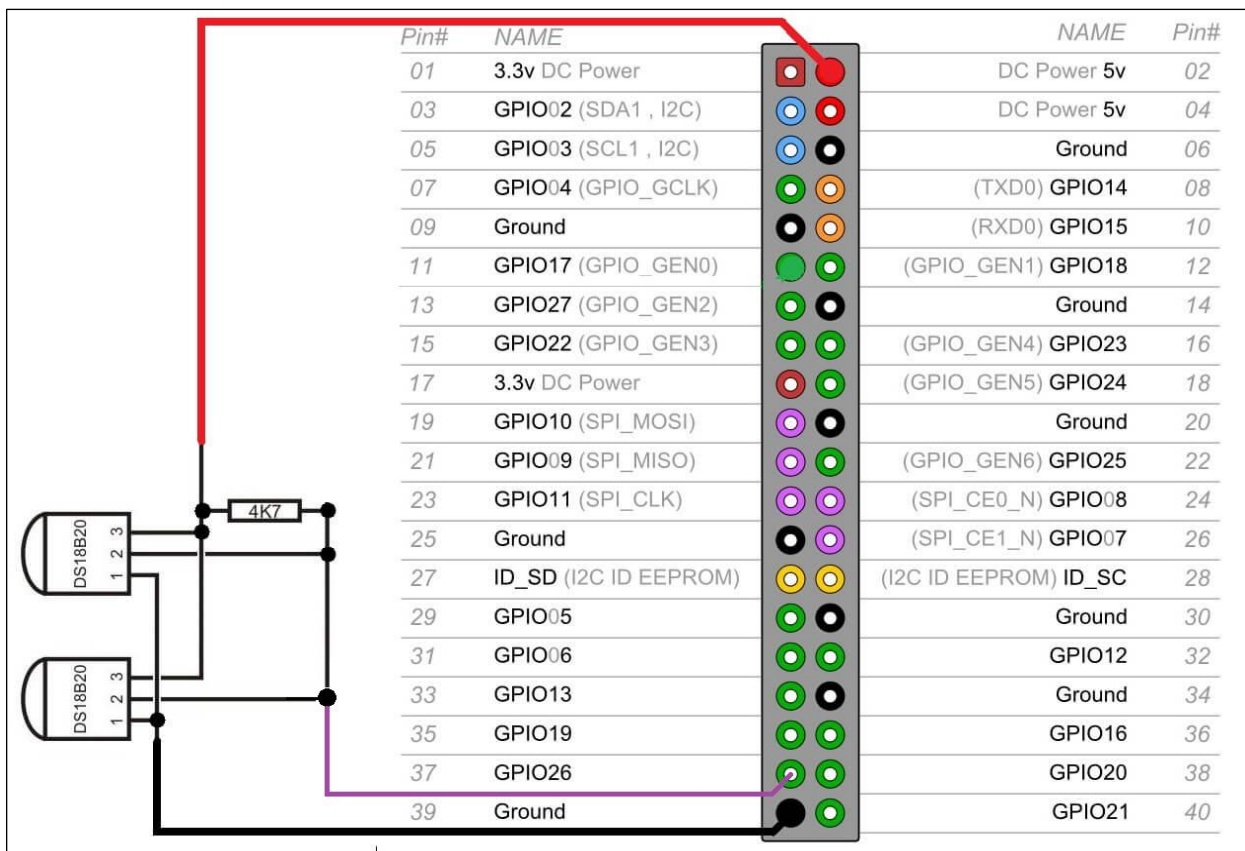 Pin# NAME NAME Pin#
01 3.3v DC Power DC Power 5v 02
03 GPIO02 (SDA1 , I2C) DC Power 5v 04
05 GPIO03 (SCL1 , I2C) Ground 06
07 GPIO04 (GPIO_GCLK) (TXD0) GPIO14 08
09 Ground (RXD0) GPIO15 10
11 GPIO17 (GPIO_GEN0) (GPIO_GEN1) GPIO18 12
13 GPIO27 (GPIO_GEN2) Ground 14
15 GPIO22 (GPIO_GEN3) (GPIO_GEN4) GPIO23 16
17 3.3v DC Power (GPIO_GEN5) GPIO24 18
19 GPIO10 (SPI_MOSI) Ground 20
21 GPIO09 (SPI_MISO) (GPIO_GEN6) GPIO25 22
23 GPIO11 (SPI_CLK) (SPI_CE0_N) GPIO08 24
25 Ground (SPI_CE1_N) GPIO07 26
27 ID_SD (I2C ID EEPROM) (I2C ID EEPROM) ID_SC 28
29 GPIO05 Ground 30
31 GPIO06 GPIO12 32
33 GPIO13 Ground 34
35 GPIO19 GPIO16 36
37 GPIO26 GPIO20 38
39 Ground GPIO21 40
4K7
DS18B20
3
2
1
DS18B20
3
2
1